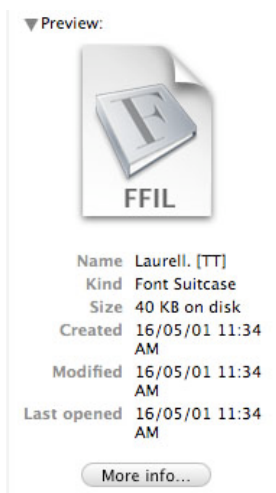 ▼Preview:
F
FFIL
Name Laurell. [TT]
Kind Font Suitcase
Size 40 KB on disk
Created 16/05/01 11:34
AM
Modified 16/05/01 11:34
AM
Last opened 16/05/01 11:34
AM
More info...